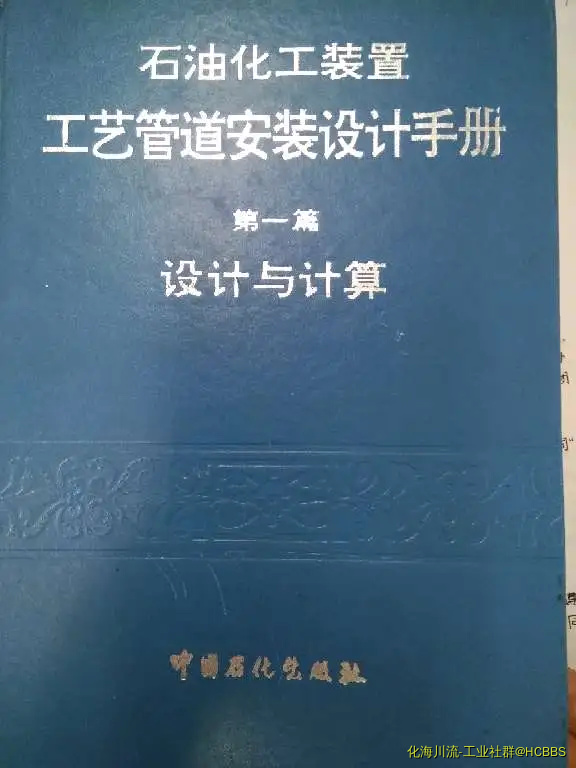 石油化工装置
工艺管道安装设计手册
第一篇
设计与计算
中国石化出版社
化海川流-工业社群@HCBBS